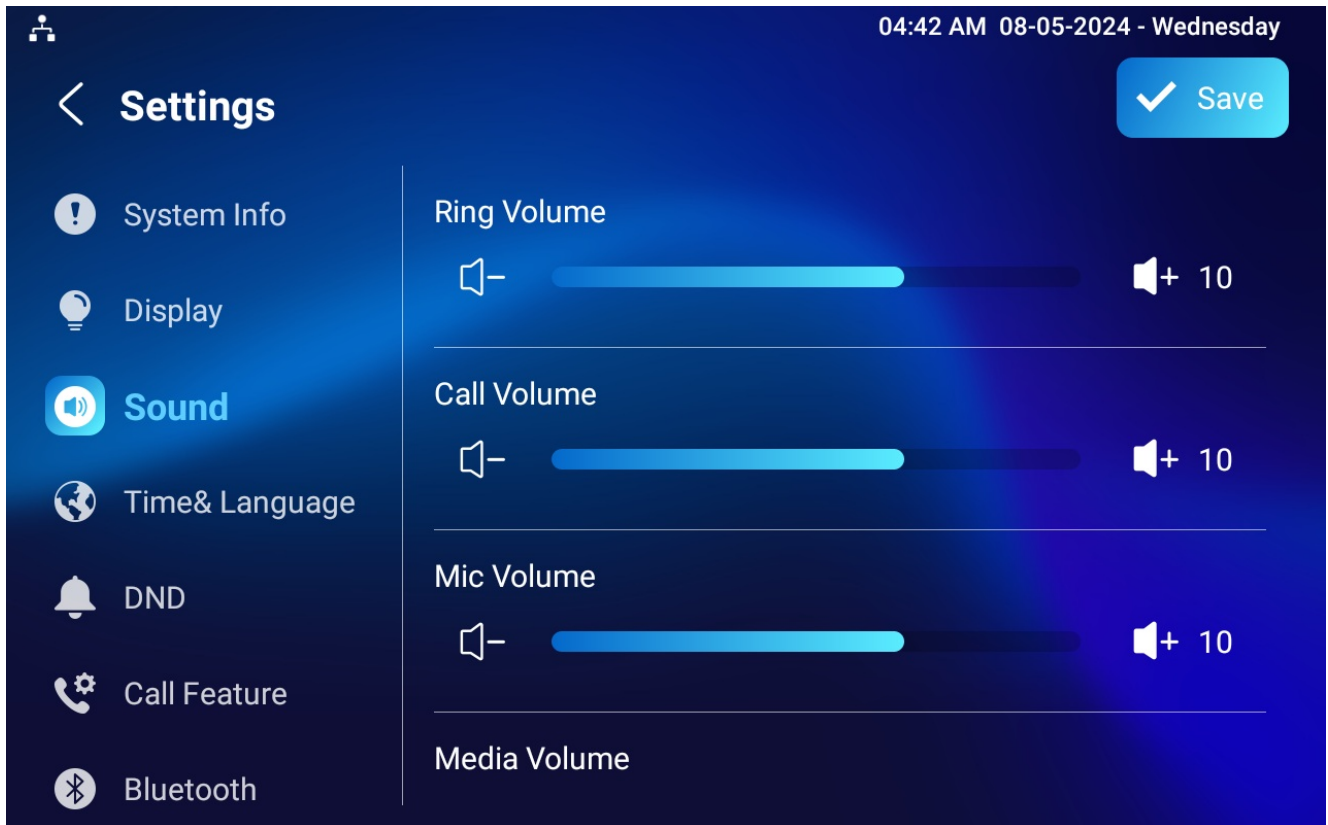 04:42 AM 08-05-2024 - Wednesday
Settings
Save
System Info
Display
Sound
Time& Language
DND
Call Feature
Bluetooth
Ring Volume
10
Call Volume
10
Mic Volume
10
Media Volume